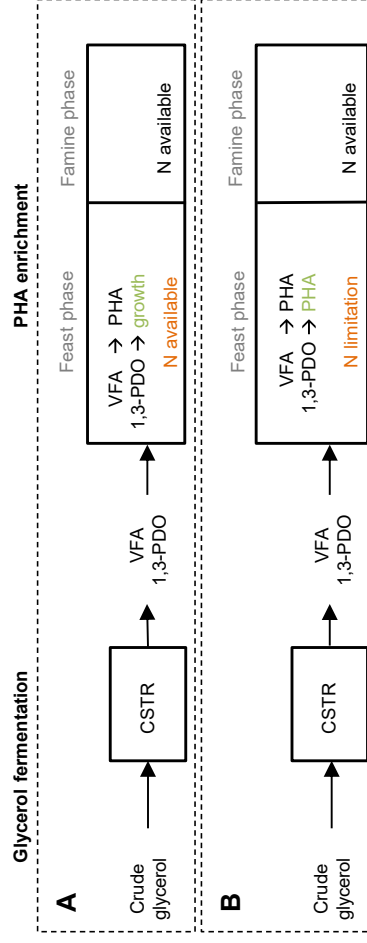 Glycerol fermentation
PHA enrichment
A
Crude
glycerol
CSTR
VFA
1,3-PDO
Feast phase
VFA → PHA
1,3-PDO → growth
N available
Famine phase
N available
B
Crude
glycerol
CSTR
VFA
1,3-PDO
Feast phase
VFA → PHA
1,3-PDO → PHA
N limitation
Famine phase
N available